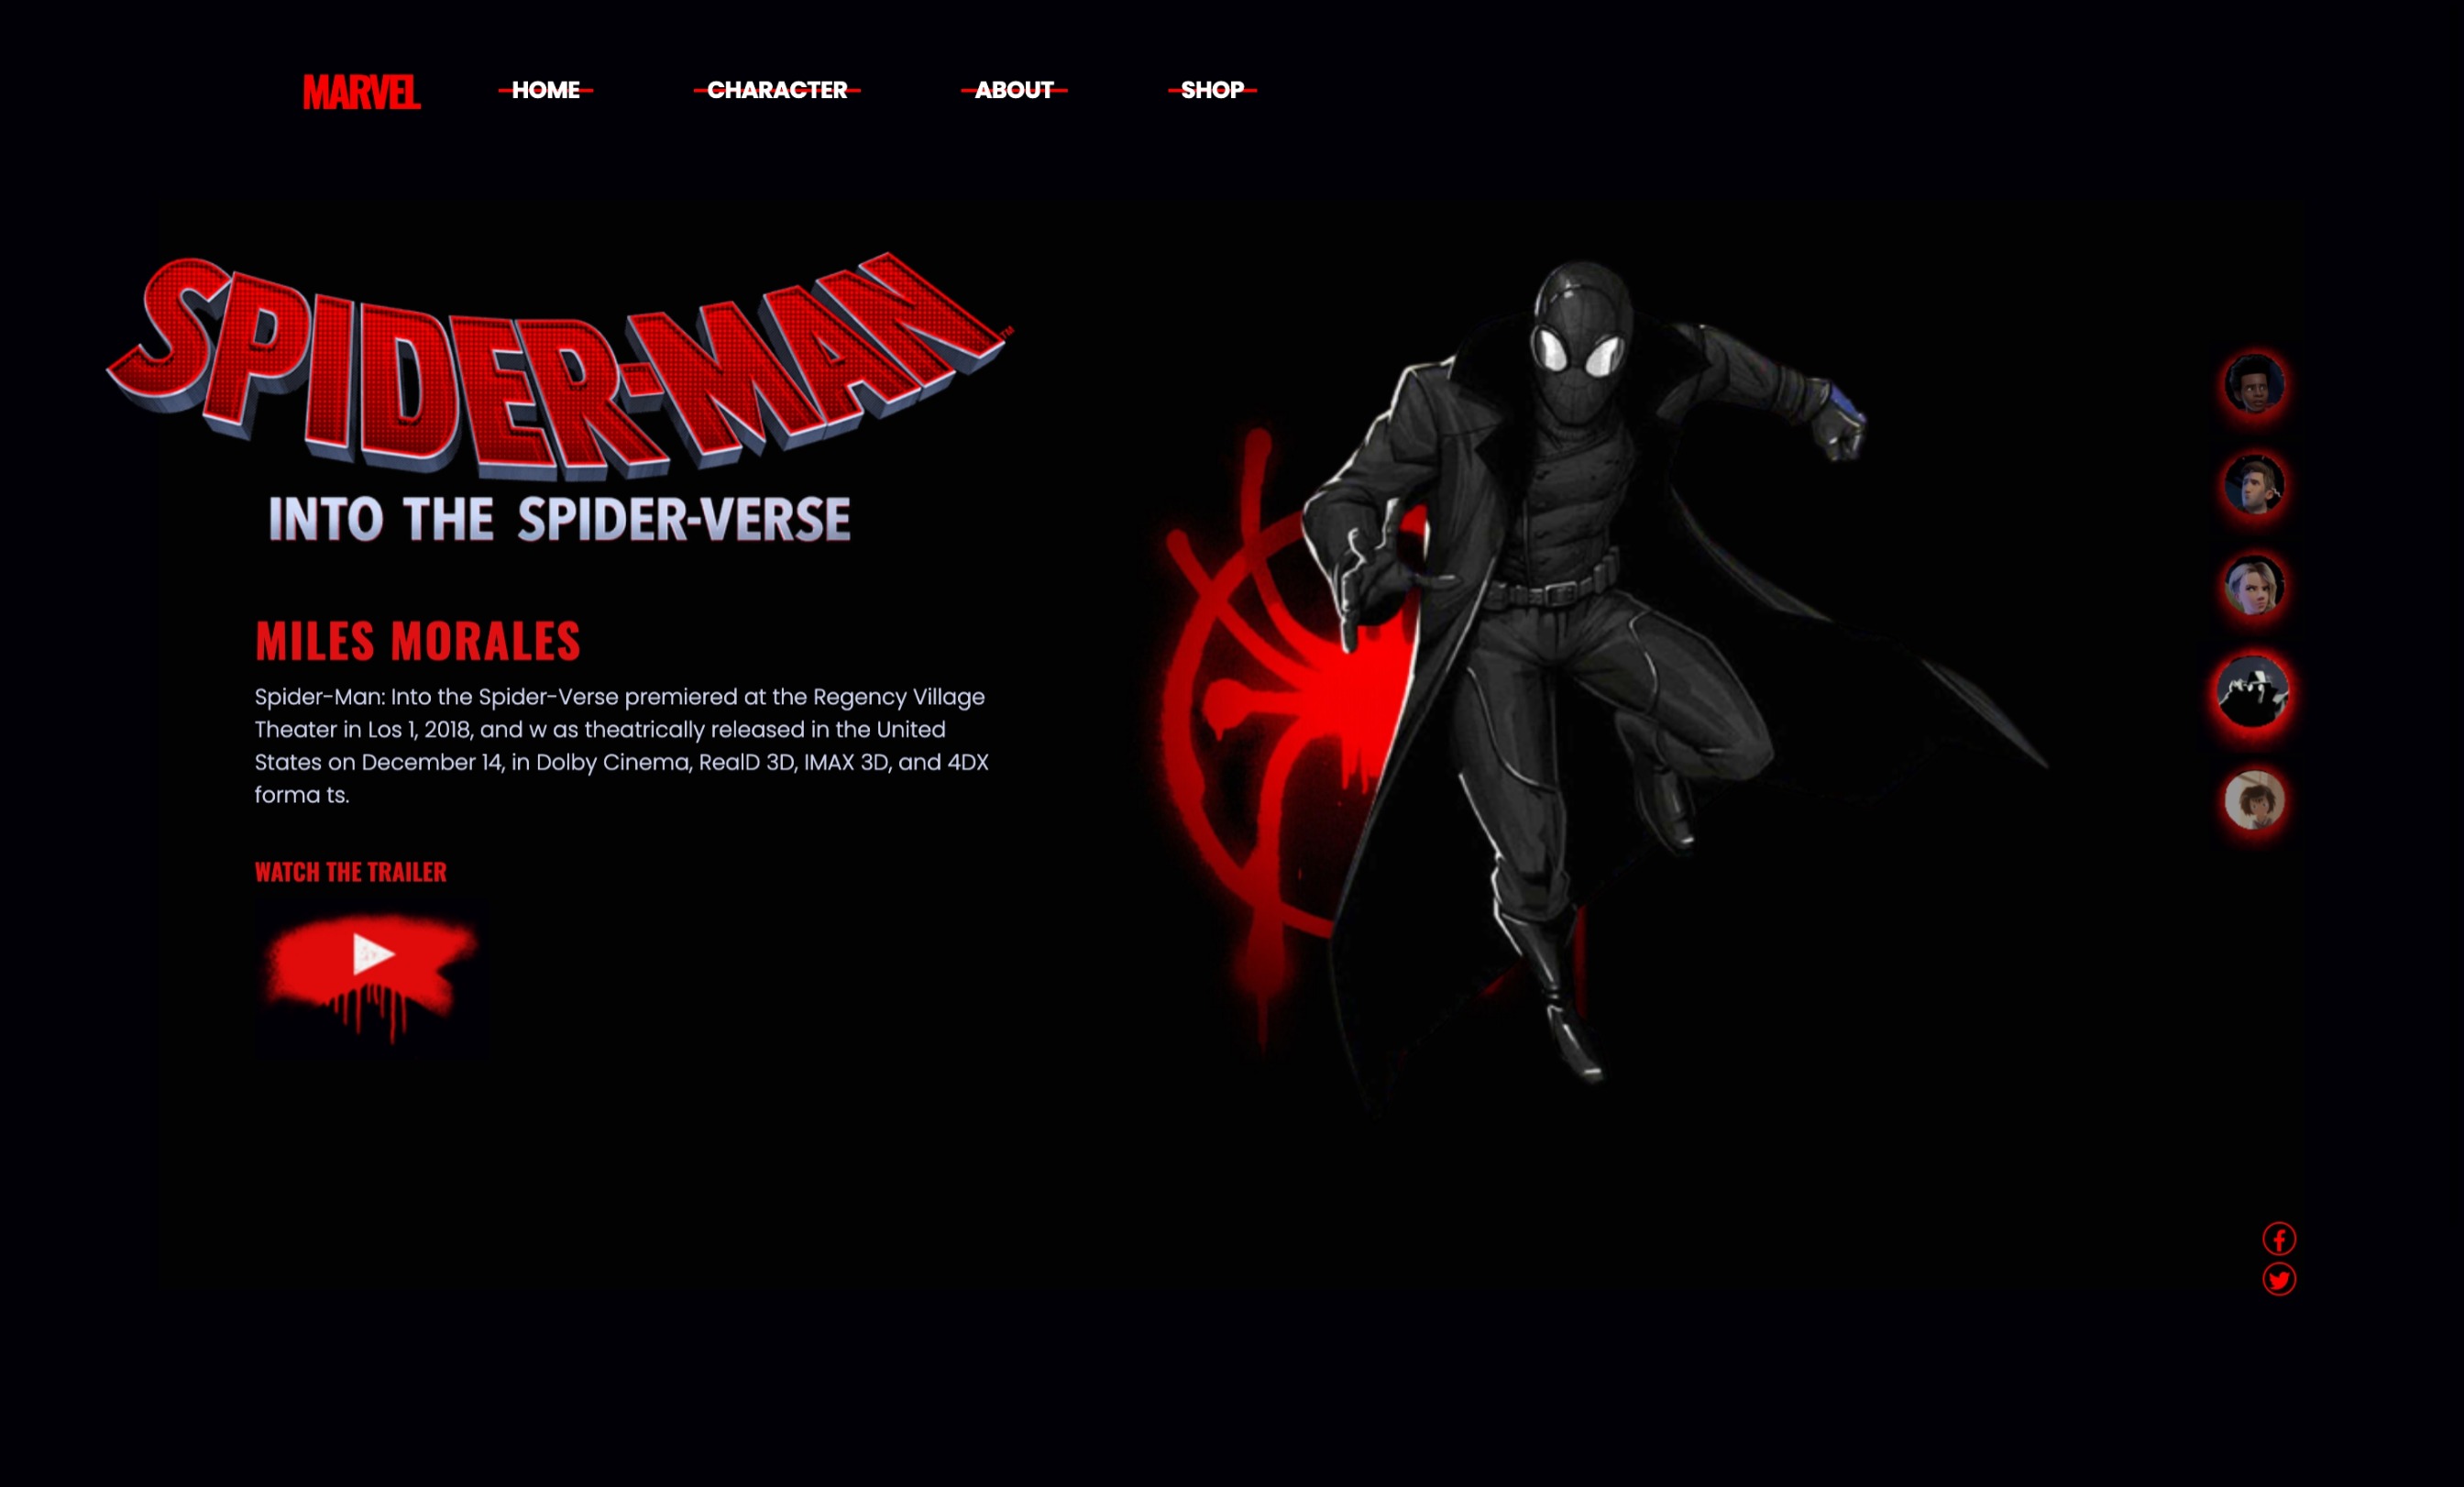 MARVEL
HOME
CHARACTER
ABOUT
SHOP
SPIDER-MAN™
INTO THE SPIDER-VERSE
MILES MORALES
Spider-Man: Into the Spider-Verse premiered at the Regency Village
Theater in Los 1, 2018, and w as theatrically released in the United
States on December 14, in Dolby Cinema, RealD 3D, IMAX 3D, and 4DX
forma ts.
WATCH THE TRAILER